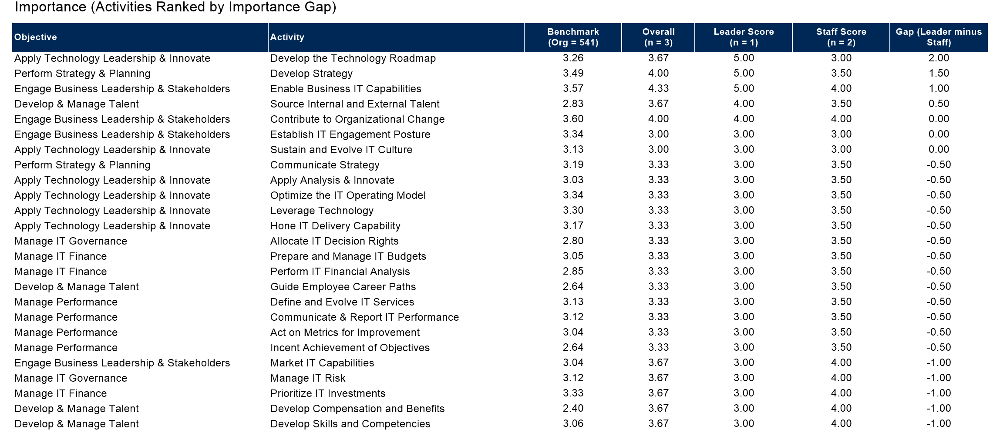 Importance (Activities Ranked by Importance Gap)
Objective Activity Benchmark (Org = 541) Overall (n = 3) Leader Score (n = 1) Staff Score (n = 2) Gap (Leader minus Staff)
Apply Technology Leadership & Innovate Develop the Technology Roadmap 3.26 3.67 5.00 3.00 2.00
Perform Strategy & Planning Develop Strategy 3.49 4.00 5.00 3.50 1.50
Engage Business Leadership & Stakeholders Enable Business IT Capabilities 3.57 4.33 5.00 4.00 1.00
Develop & Manage Talent Source Internal and External Talent 2.83 3.67 4.00 3.50 0.50
Engage Business Leadership & Stakeholders Contribute to Organizational Change 3.60 4.00 4.00 4.00 0.00
Engage Business Leadership & Stakeholders Establish IT Engagement Posture 3.34 3.00 3.00 3.00 0.00
Apply Technology Leadership & Innovate Sustain and Evolve IT Culture 3.13 3.00 3.00 3.00 0.00
Perform Strategy & Planning Communicate Strategy 3.19 3.33 3.00 3.50 -0.50
Apply Technology Leadership & Innovate Apply Analysis & Innovate 3.03 3.33 3.00 3.50 -0.50
Apply Technology Leadership & Innovate Optimize the IT Operating Model 3.34 3.33 3.00 3.50 -0.50
Apply Technology Leadership & Innovate Leverage Technology 3.30 3.33 3.00 3.50 -0.50
Apply Technology Leadership & Innovate Hone IT Delivery Capability 3.17 3.33 3.00 3.50 -0.50
Manage IT Governance Allocate IT Decision Rights 2.80 3.33 3.00 3.50 -0.50
Manage IT Finance Prepare and Manage IT Budgets 3.05 3.33 3.00 3.50 -0.50
Manage IT Finance Perform IT Financial Analysis 2.85 3.33 3.00 3.50 -0.50
Develop & Manage Talent Guide Employee Career Paths 2.64 3.33 3.00 3.50 -0.50
Manage Performance Define and Evolve IT Services 3.13 3.33 3.00 3.50 -0.50
Manage Performance Communicate & Report IT Performance 3.12 3.33 3.00 3.50 -0.50
Manage Performance Act on Metrics for Improvement 3.04 3.33 3.00 3.50 -0.50
Manage Performance Incent Achievement of Objectives 2.64 3.33 3.00 3.50 -0.50
Engage Business Leadership & Stakeholders Market IT Capabilities 3.04 3.67 3.00 4.00 -1.00
Manage IT Governance Manage IT Risk 3.12 3.67 3.00 4.00 -1.00
Manage IT Finance Prioritize IT Investments 3.33 3.67 3.00 4.00 -1.00
Develop & Manage Talent Develop Compensation and Benefits 2.40 3.67 3.00 4.00 -1.00
Develop & Manage Talent Develop Skills and Competencies 3.06 3.67 3.00 4.00 -1.00